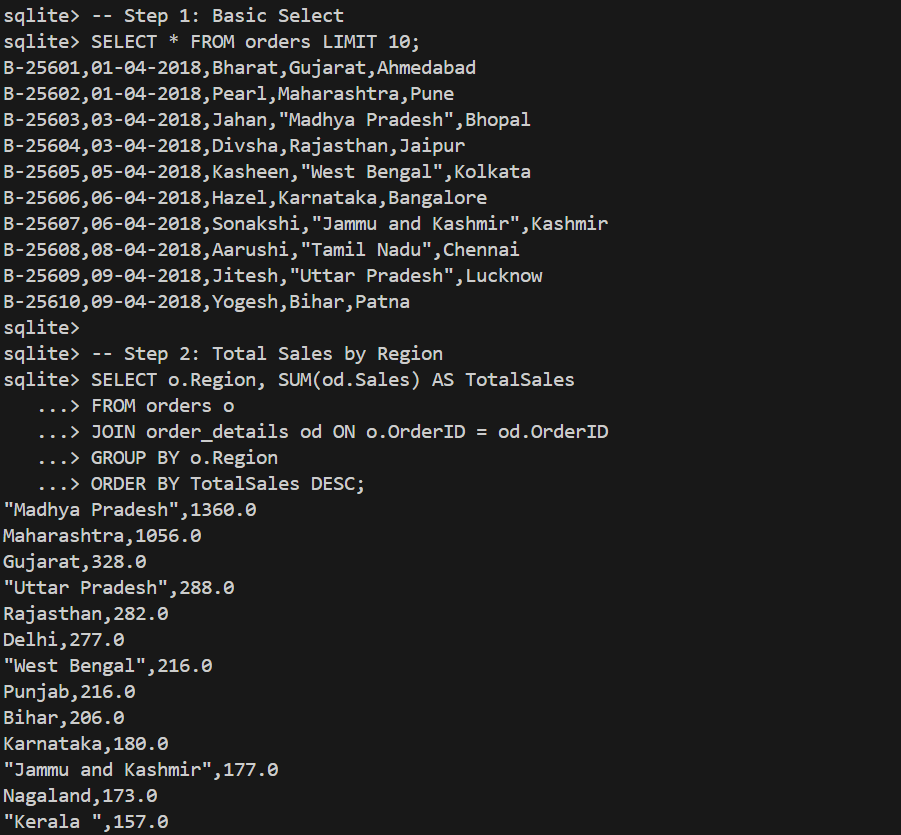 sqlite> -- Step 1: Basic Select
sqlite> SELECT * FROM orders LIMIT 10;
B-25601,01-04-2018,Bharat,Gujarat,Ahmedabad
B-25602,01-04-2018,Pearl,Maharashtra,Pune
B-25603,03-04-2018,Jahan,"Madhya Pradesh",Bhopal
B-25604,03-04-2018,Divsha,Rajasthan,Jaipur
B-25605,05-04-2018,Kasheen,"West Bengal",Kolkata
B-25606,06-04-2018,Hazel,Karnataka,Bangalore
B-25607,06-04-2018,Sonakshi,"Jammu and Kashmir",Kashmir
B-25608,08-04-2018,Aarushi,"Tamil Nadu",Chennai
B-25609,09-04-2018,Jitesh,"Uttar Pradesh",Lucknow
B-25610,09-04-2018,Yogesh,Bihar,Patna
sqlite>
sqlite> -- Step 2: Total Sales by Region
sqlite> SELECT o.Region, SUM(od.Sales) AS TotalSales
   ...> FROM orders o
   ...> JOIN order_details od ON o.OrderID = od.OrderID
   ...> GROUP BY o.Region
   ...> ORDER BY TotalSales DESC;
"Madhya Pradesh",1360.0
Maharashtra,1056.0
Gujarat,328.0
"Uttar Pradesh",288.0
Rajasthan,282.0
Delhi,277.0
"West Bengal",216.0
Punjab,216.0
Bihar,206.0
Karnataka,180.0
"Jammu and Kashmir",177.0
Nagaland,173.0
"Kerala ",157.0